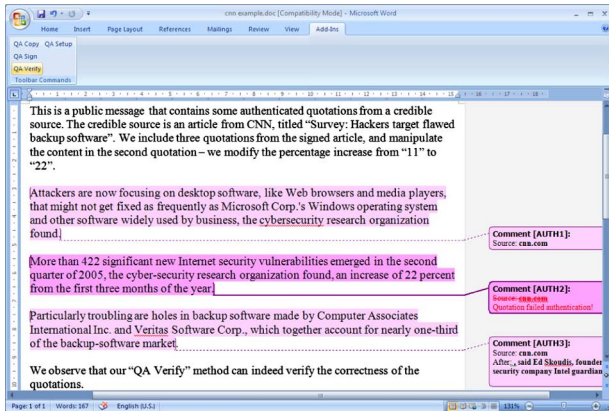 cnn example.doc [Compatibility Mode] - Microsoft Word
Home Insert Page Layout References Mailings Review View Add-Ins
QA Copy QA Setup
QA Sign
QA Verify
Toolbar Commands
This is a public message that contains some authenticated quotations from a credible
source. The credible source is an article from CNN, titled “Survey: Hackers target flawed
backup software”. We include three quotations from the signed article, and manipulate
the content in the second quotation – we modify the percentage increase from “11” to
“22”.
Attackers are now focusing on desktop software, like Web browsers and media players,
that might not get fixed as frequently as Microsoft Corp.'s Windows operating system
and other software widely used by business, the cybersecurity research organization
found.
Comment [AUTH1]:
Source: cnn.com
More than 422 significant new Internet security vulnerabilities emerged in the second
quarter of 2005, the cyber-security research organization found, an increase of 22 percent
from the first three months of the year.
Comment [AUTH2]:
Source: cnn.com
Quotation failed authentication!
Particularly troubling are holes in backup software made by Computer Associates
International Inc. and Veritas Software Corp., which together account for nearly one-third
of the backup-software market.
Comment [AUTH3]:
Source: cnn.com
After: , said Ed Skoudis, founder
security company Intel guardian
We observe that our “QA Verify” method can indeed verify the correctness of the
quotations.
Page: 1 of 1 Words: 167 English (U.S.) 131%